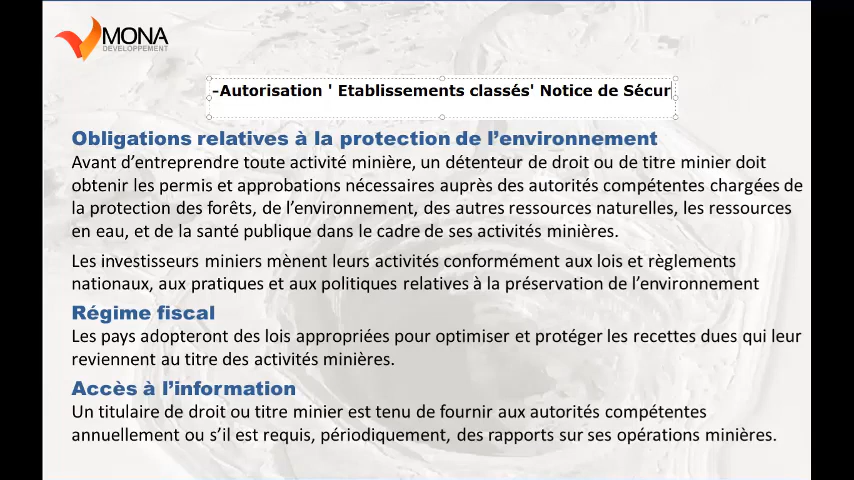 MONA
DEVELOPPEMENT
-Autorisation ' Etablissements classés' Notice de Sécur
Obligations relatives à la protection de l’environnement
Avant d’entreprendre toute activité minière, un détenteur de droit ou de titre minier doit
obtenir les permis et approbations nécessaires auprès des autorités compétentes chargées de
la protection des forêts, de l’environnement, des autres ressources naturelles, les ressources
en eau, et de la santé publique dans le cadre de ses activités minières.
Les investisseurs miniers mènent leurs activités conformément aux lois et règlements
nationaux, aux pratiques et aux politiques relatives à la préservation de l’environnement
Régime fiscal
Les pays adopteront des lois appropriées pour optimiser et protéger les recettes dues qui leur
reviennent au titre des activités minières.
Accès à l’information
Un titulaire de droit ou titre minier est tenu de fournir aux autorités compétentes
annuellement ou s’il est requis, périodiquement, des rapports sur ses opérations minières.